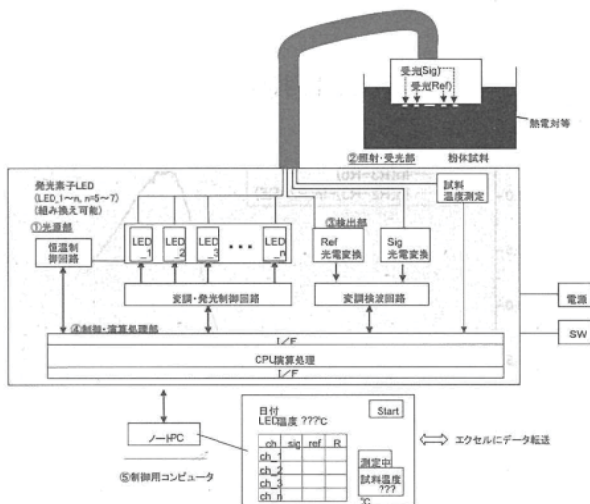 受光(Sig)
受光(Ref)
熱電対等
②照射・受光部
粉体試料
発光素子LED
(LED_1～n, n=5～7)
(組み換え可能)
①光源部
恒温制
御回路
LED
_1
LED
_2
LED
_3
・・・
LED
_n
③検出部
Ref
光電変換
Sig
光電変換
試料
温度測定
変調・発光制御回路
変調検波回路
電源
SW
④制御・演算処理部
I／F
CPU演算処理
I／F
ノートPC
⑤制御用コンピュータ
日付
LED温度 ???℃
Start
ch sig ref R
ch_1
ch_2
ch_3
ch_n
測定中
試料温度
???
℃
エクセルにデータ転送